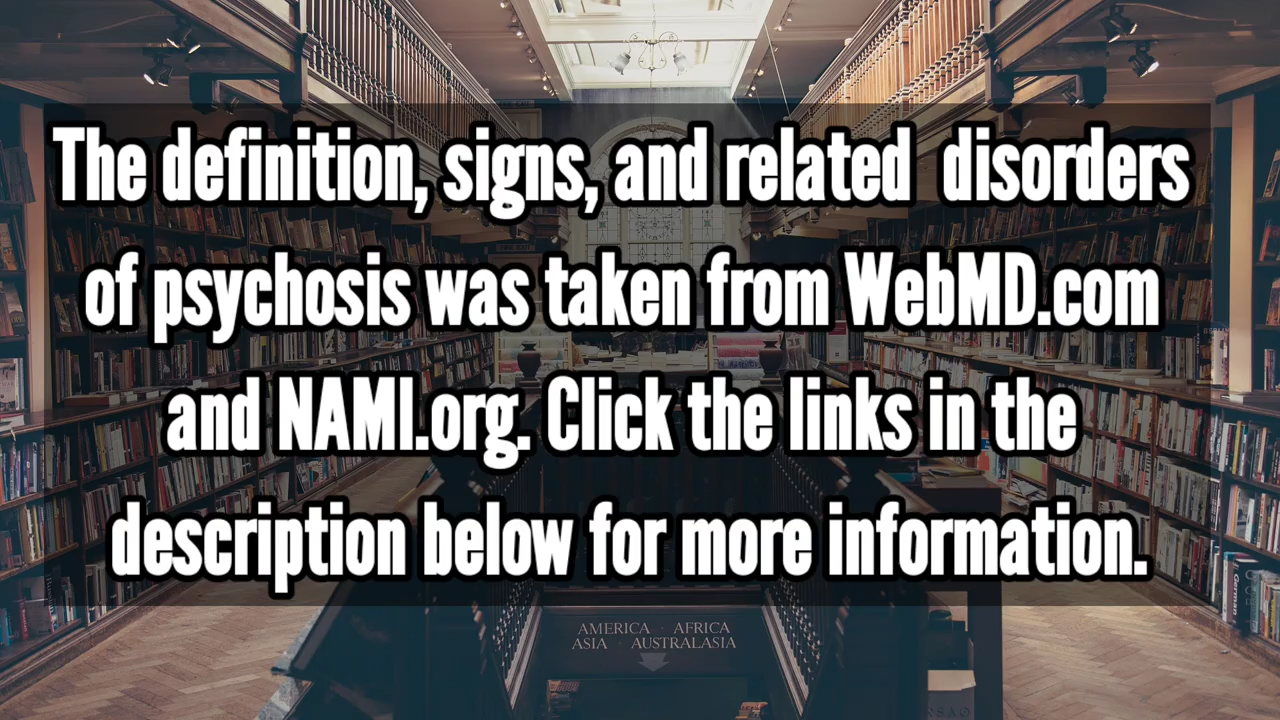 The definition, signs, and related  disorders
of psychosis was taken from WebMD.com
and NAMI.org. Click the links in the
description below for more information.
AMERICA · AFRICA
ASIA · AUSTRALASIA
German